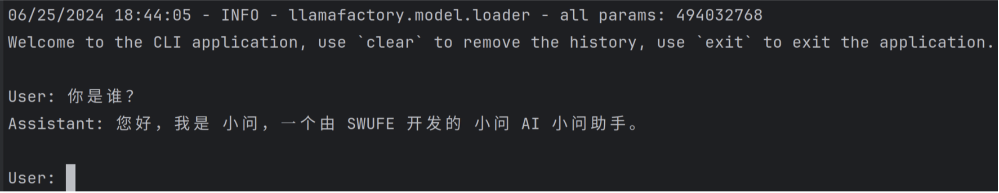 06/25/2024 18:44:05 - INFO - llamafactory.model.loader - all params: 494032768
Welcome to the CLI application, use `clear` to remove the history, use `exit` to exit the application.
User: 你是谁？
Assistant: 您好，我是 小问，一个由 SWUFE 开发的 小问 AI 小问助手。
User: